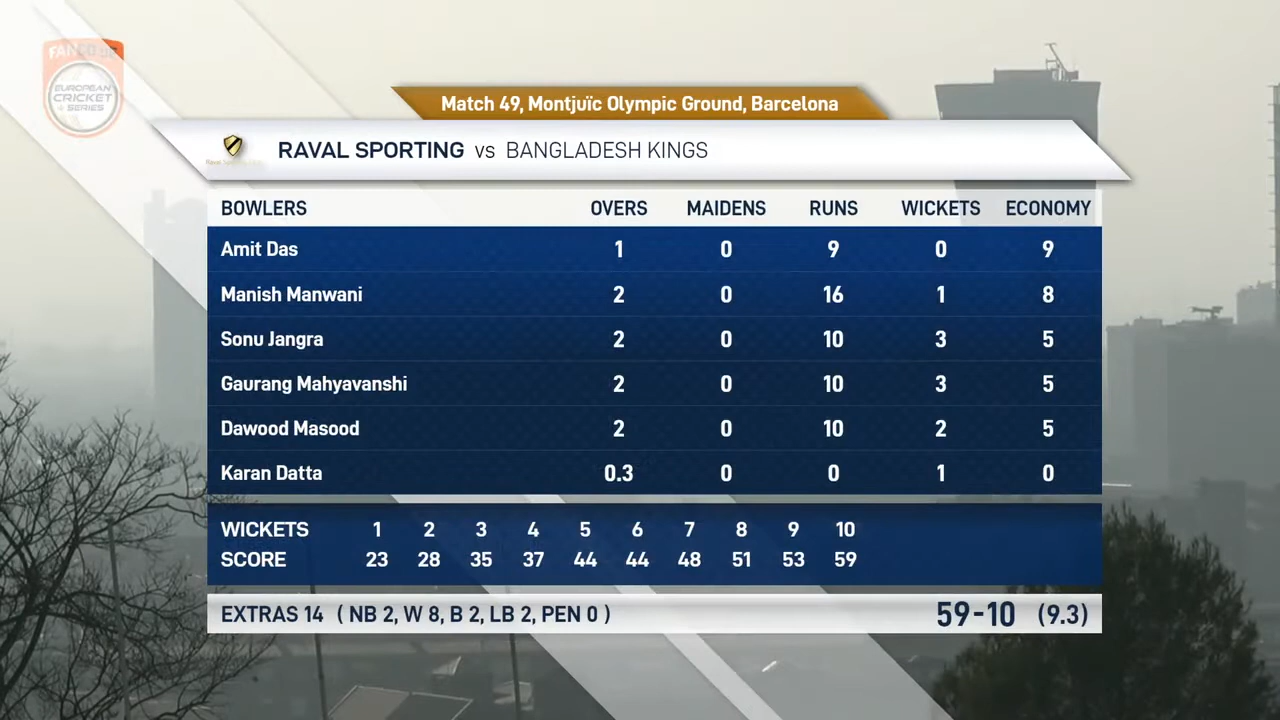 FANCODE
EUROPEAN
CRICKET
SERIES
Match 49, Montjuïc Olympic Ground, Barcelona
RAVAL SPORTING vs BANGLADESH KINGS
BOWLERS OVERS MAIDENS RUNS WICKETS ECONOMY
Amit Das 1 0 9 0 9
Manish Manwani 2 0 16 1 8
Sonu Jangra 2 0 10 3 5
Gaurang Mahyavanshi 2 0 10 3 5
Dawood Masood 2 0 10 2 5
Karan Datta 0.3 0 0 1 0
WICKETS 1 2 3 4 5 6 7 8 9 10
SCORE 23 28 35 37 44 44 48 51 53 59
EXTRAS 14 ( NB 2, W 8, B 2, LB 2, PEN 0 ) 59-10 (9.3)